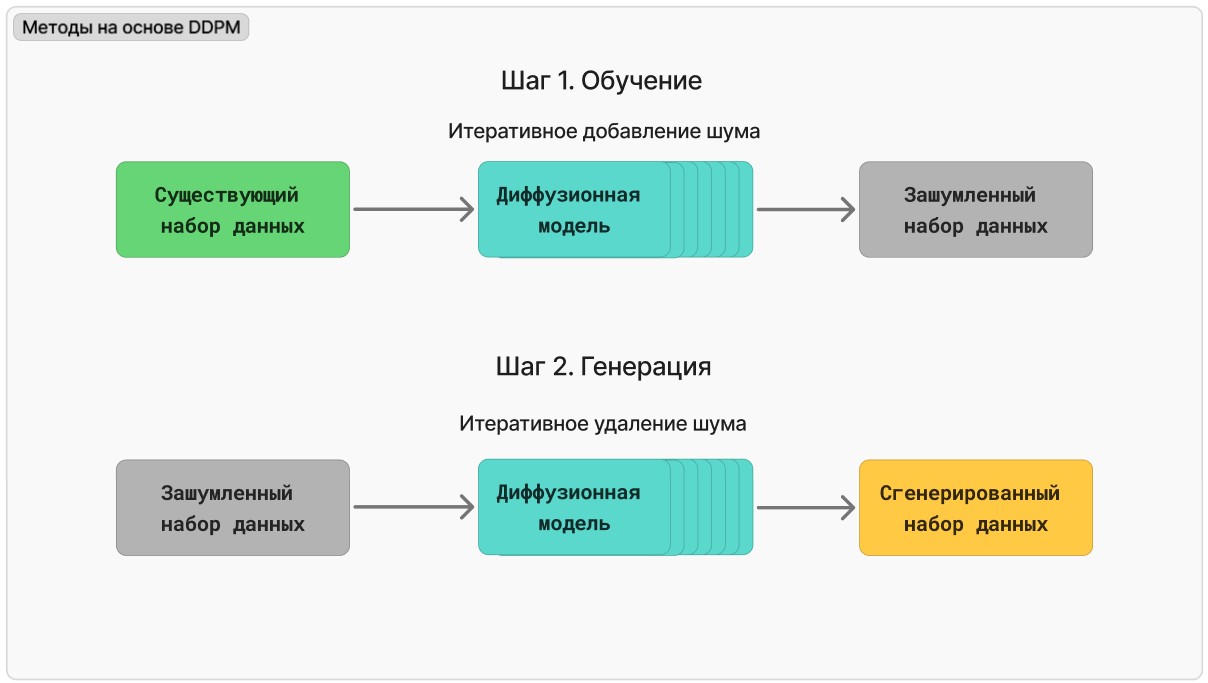 Методы на основе DDPM
Шаг 1. Обучение
Итеративное добавление шума
Существующий
набор данных
Диффузионная
модель
Зашумленный
набор данных
Шаг 2. Генерация
Итеративное удаление шума
Зашумленный
набор данных
Диффузионная
модель
Сгенерированный
набор данных